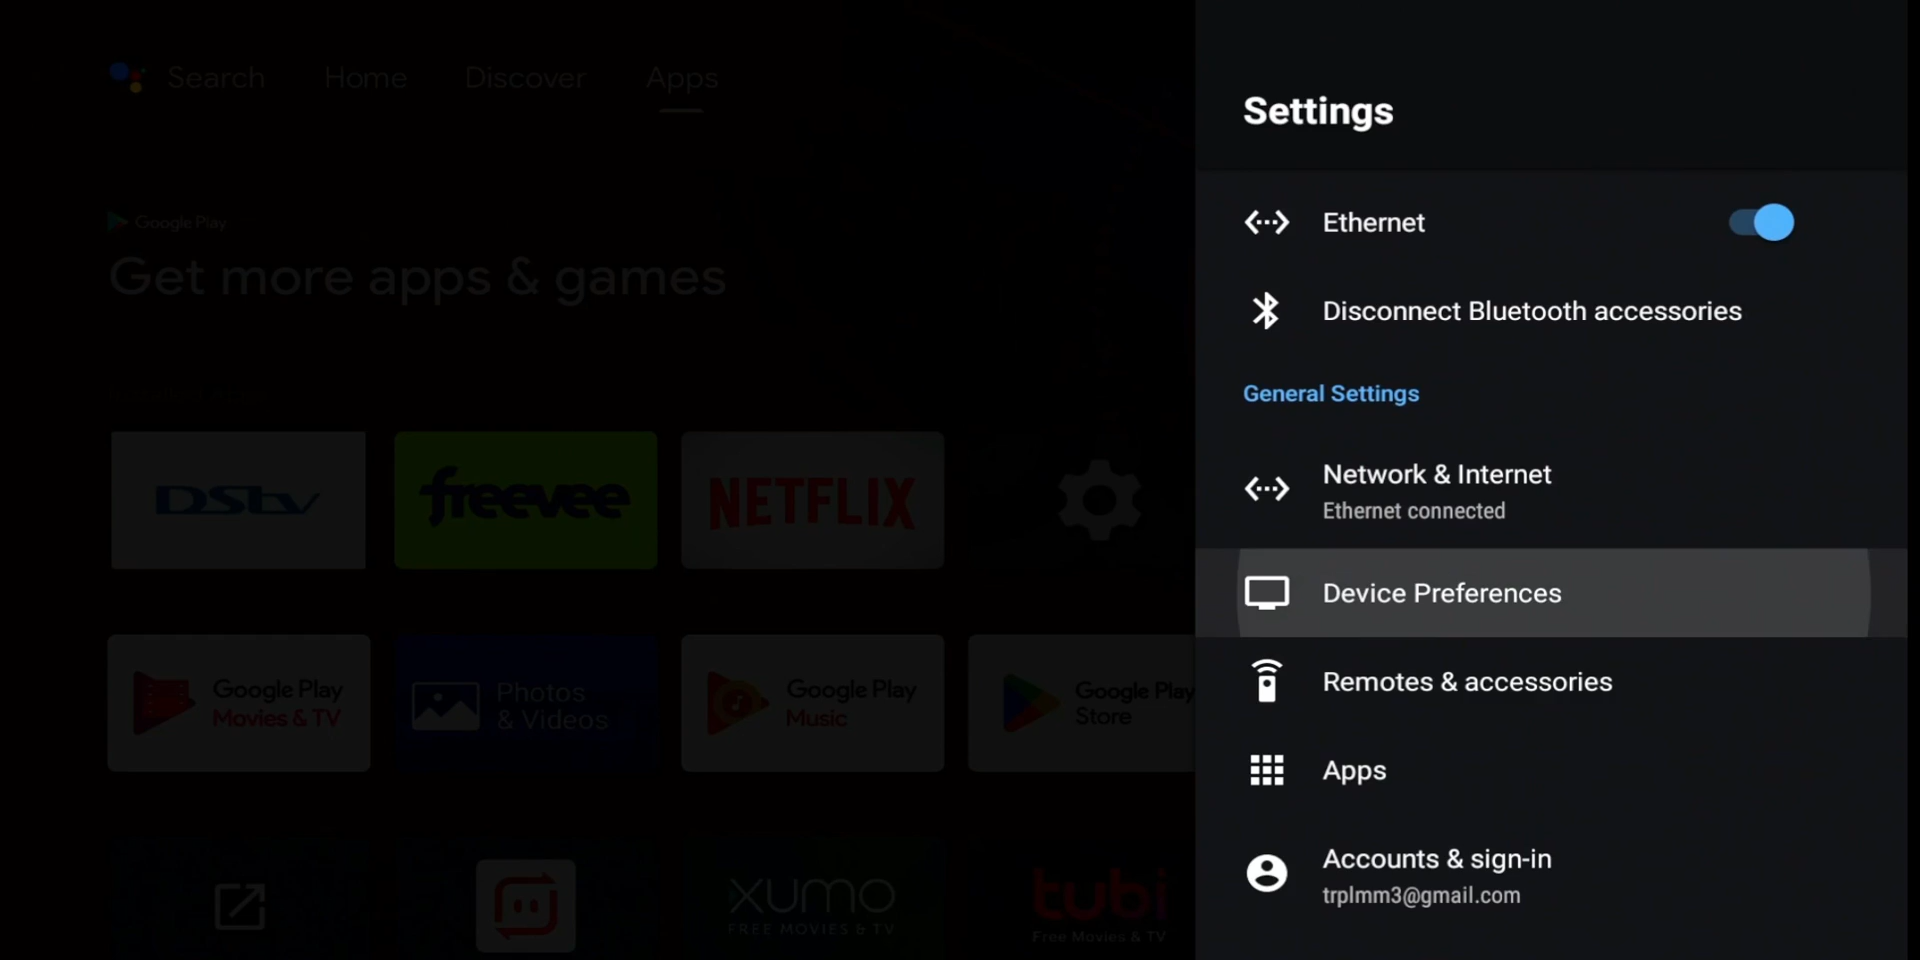 Search Home Discover Apps
Google Play
Get more apps & games
DStv
freevee
NETFLIX
Google Play
Movies & TV
Photos
& Videos
Google Play
Music
Google Play
Store
xumo
FREE MOVIES & TV
tubi
Free Movies & TV
Settings
Ethernet
Disconnect Bluetooth accessories
General Settings
Network & Internet
Ethernet connected
Device Preferences
Remotes & accessories
Apps
Accounts & sign-in
trplmm3@gmail.com